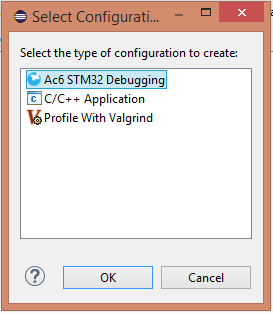 Select Configurati...
Select the type of configuration to create:
Ac6 STM32 Debugging
C/C++ Application
Profile With Valgrind
?
OK
Cancel